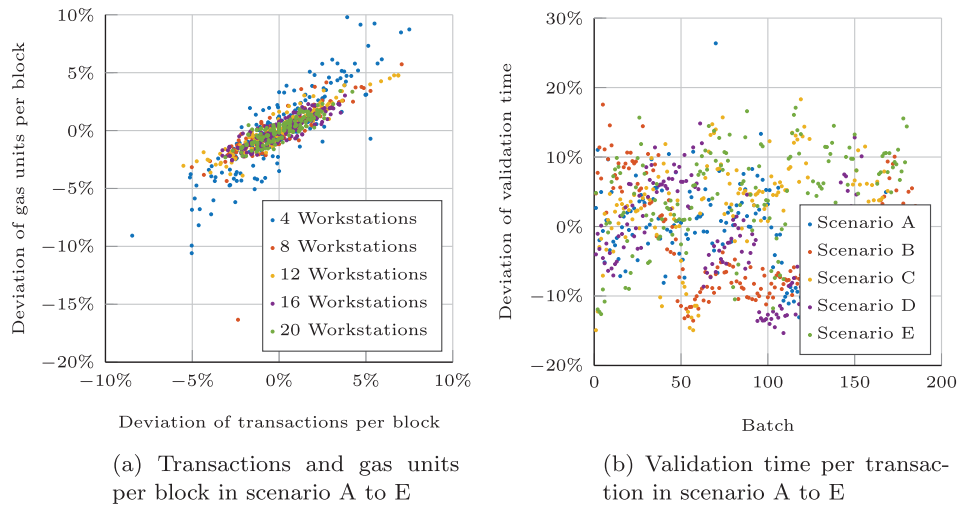 10%
5%
0%
−5%
−10%
−15%
−20%
−10%
−5%
0%
5%
10%
Deviation of gas units per block
Deviation of transactions per block
4 Workstations
8 Workstations
12 Workstations
16 Workstations
20 Workstations
(a) Transactions and gas units
per block in scenario A to E
30%
20%
10%
0%
−10%
−20%
0
50
100
150
200
Deviation of validation time
Batch
Scenario A
Scenario B
Scenario C
Scenario D
Scenario E
(b) Validation time per transac-
tion in scenario A to E